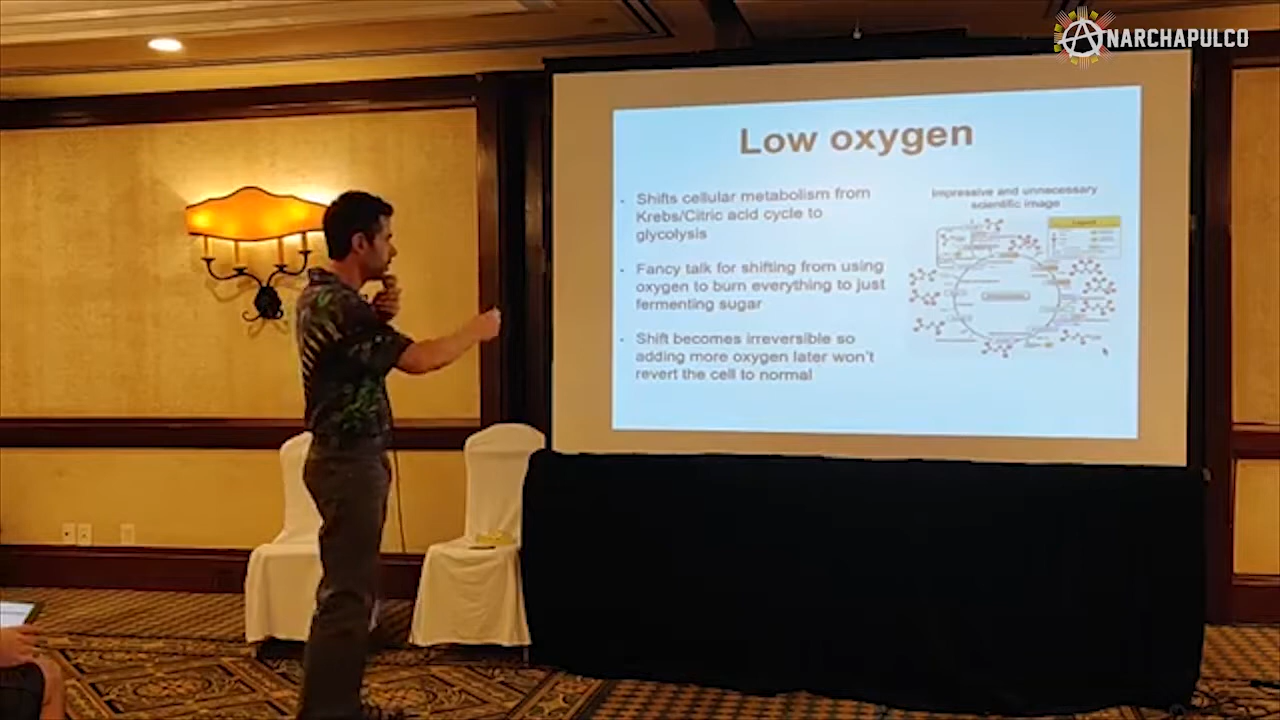 ANARCHAPULCO
Low oxygen
Shifts cellular metabolism from
Krebs/Citric acid cycle to
glycolysis
Fancy talk for shifting from using
oxygen to burn everything to just
fermenting sugar
Shift becomes irreversible so
adding more oxygen later won't
revert the cell to normal
Impressive and unnecessary
scientific image